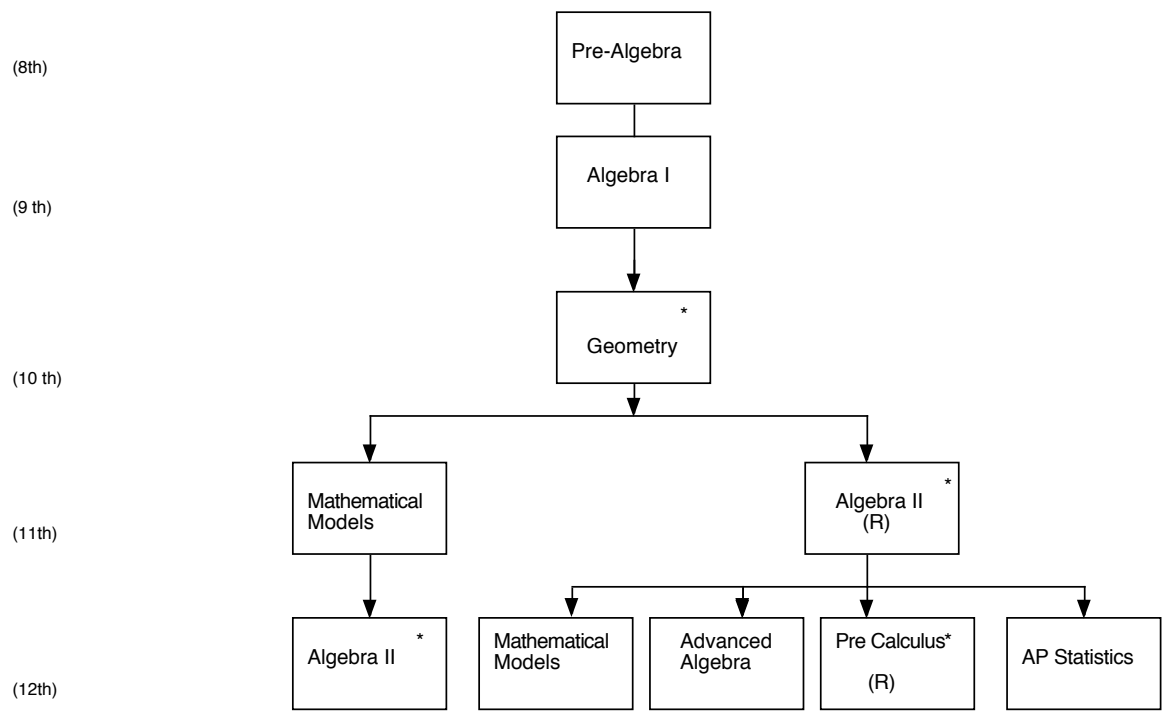 (8th)
Pre-Algebra
Algebra I
(9 th)
*
Geometry
(10 th)
Mathematical
Models
*
Algebra II
(R)
(11th)
*
Algebra II
Mathematical
Models
Advanced
Algebra
Pre Calculus*
(R)
AP Statistics
(12th)